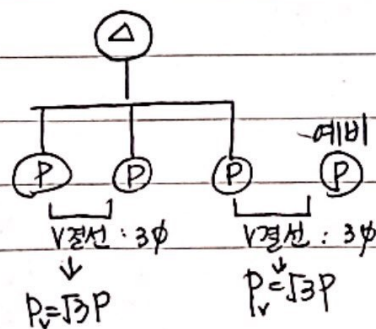 △
예비
P P P P
V결선 : 3φ V결선 : 3φ
↓ ↓
Pv=√3P Pv=√3P